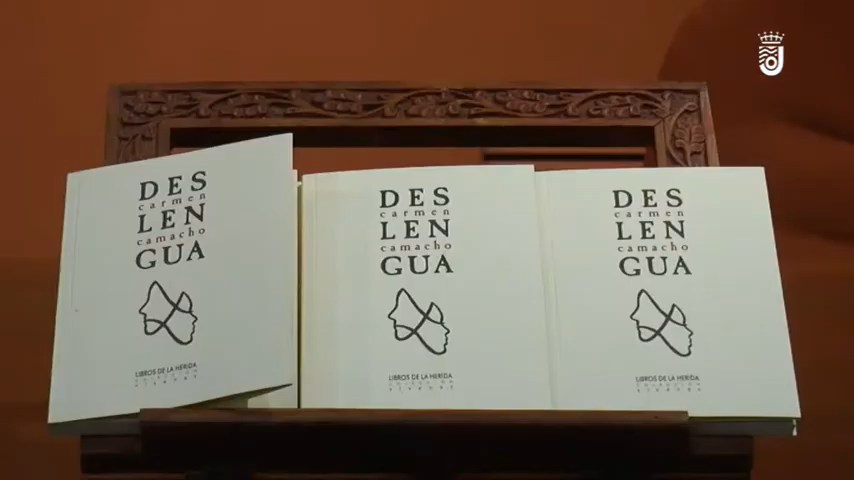 DES
carmen
LEN
camacho
GUA
LIBROS DE LA HERIDA
DES
carmen
LEN
camacho
GUA
LIBROS DE LA HERIDA
COLECCIÓN
DES
carmen
LEN
camacho
GUA
LIBROS DE LA HERIDA